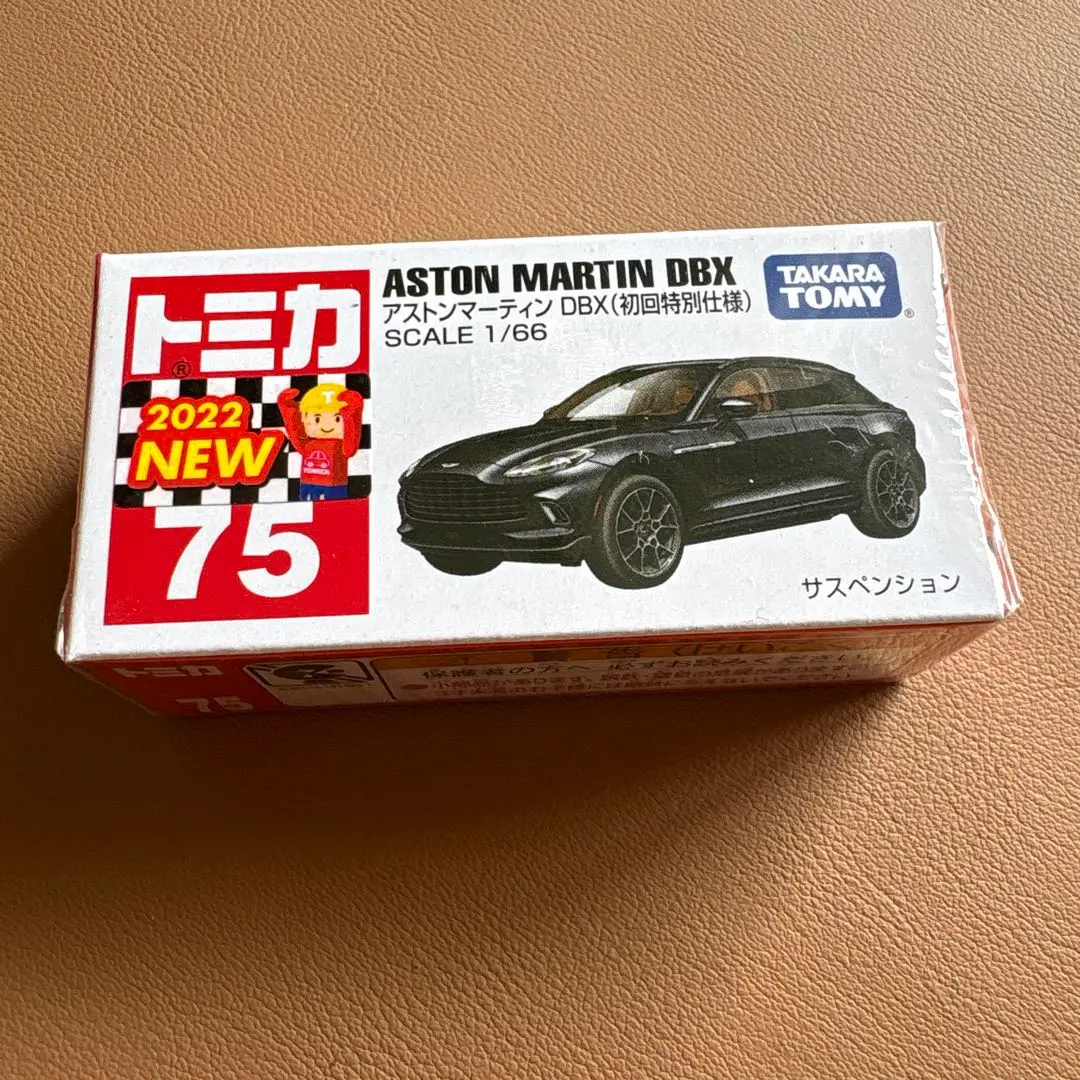 トミカ
®
2022
NEW
75
ASTON MARTIN DBX
アストンマーティン DBX(初回特別仕様)
SCALE 1/66
TAKARA
TOMY®
サスペンション
トミカ
75
警告
保護者の方へ 必ずお読みください。